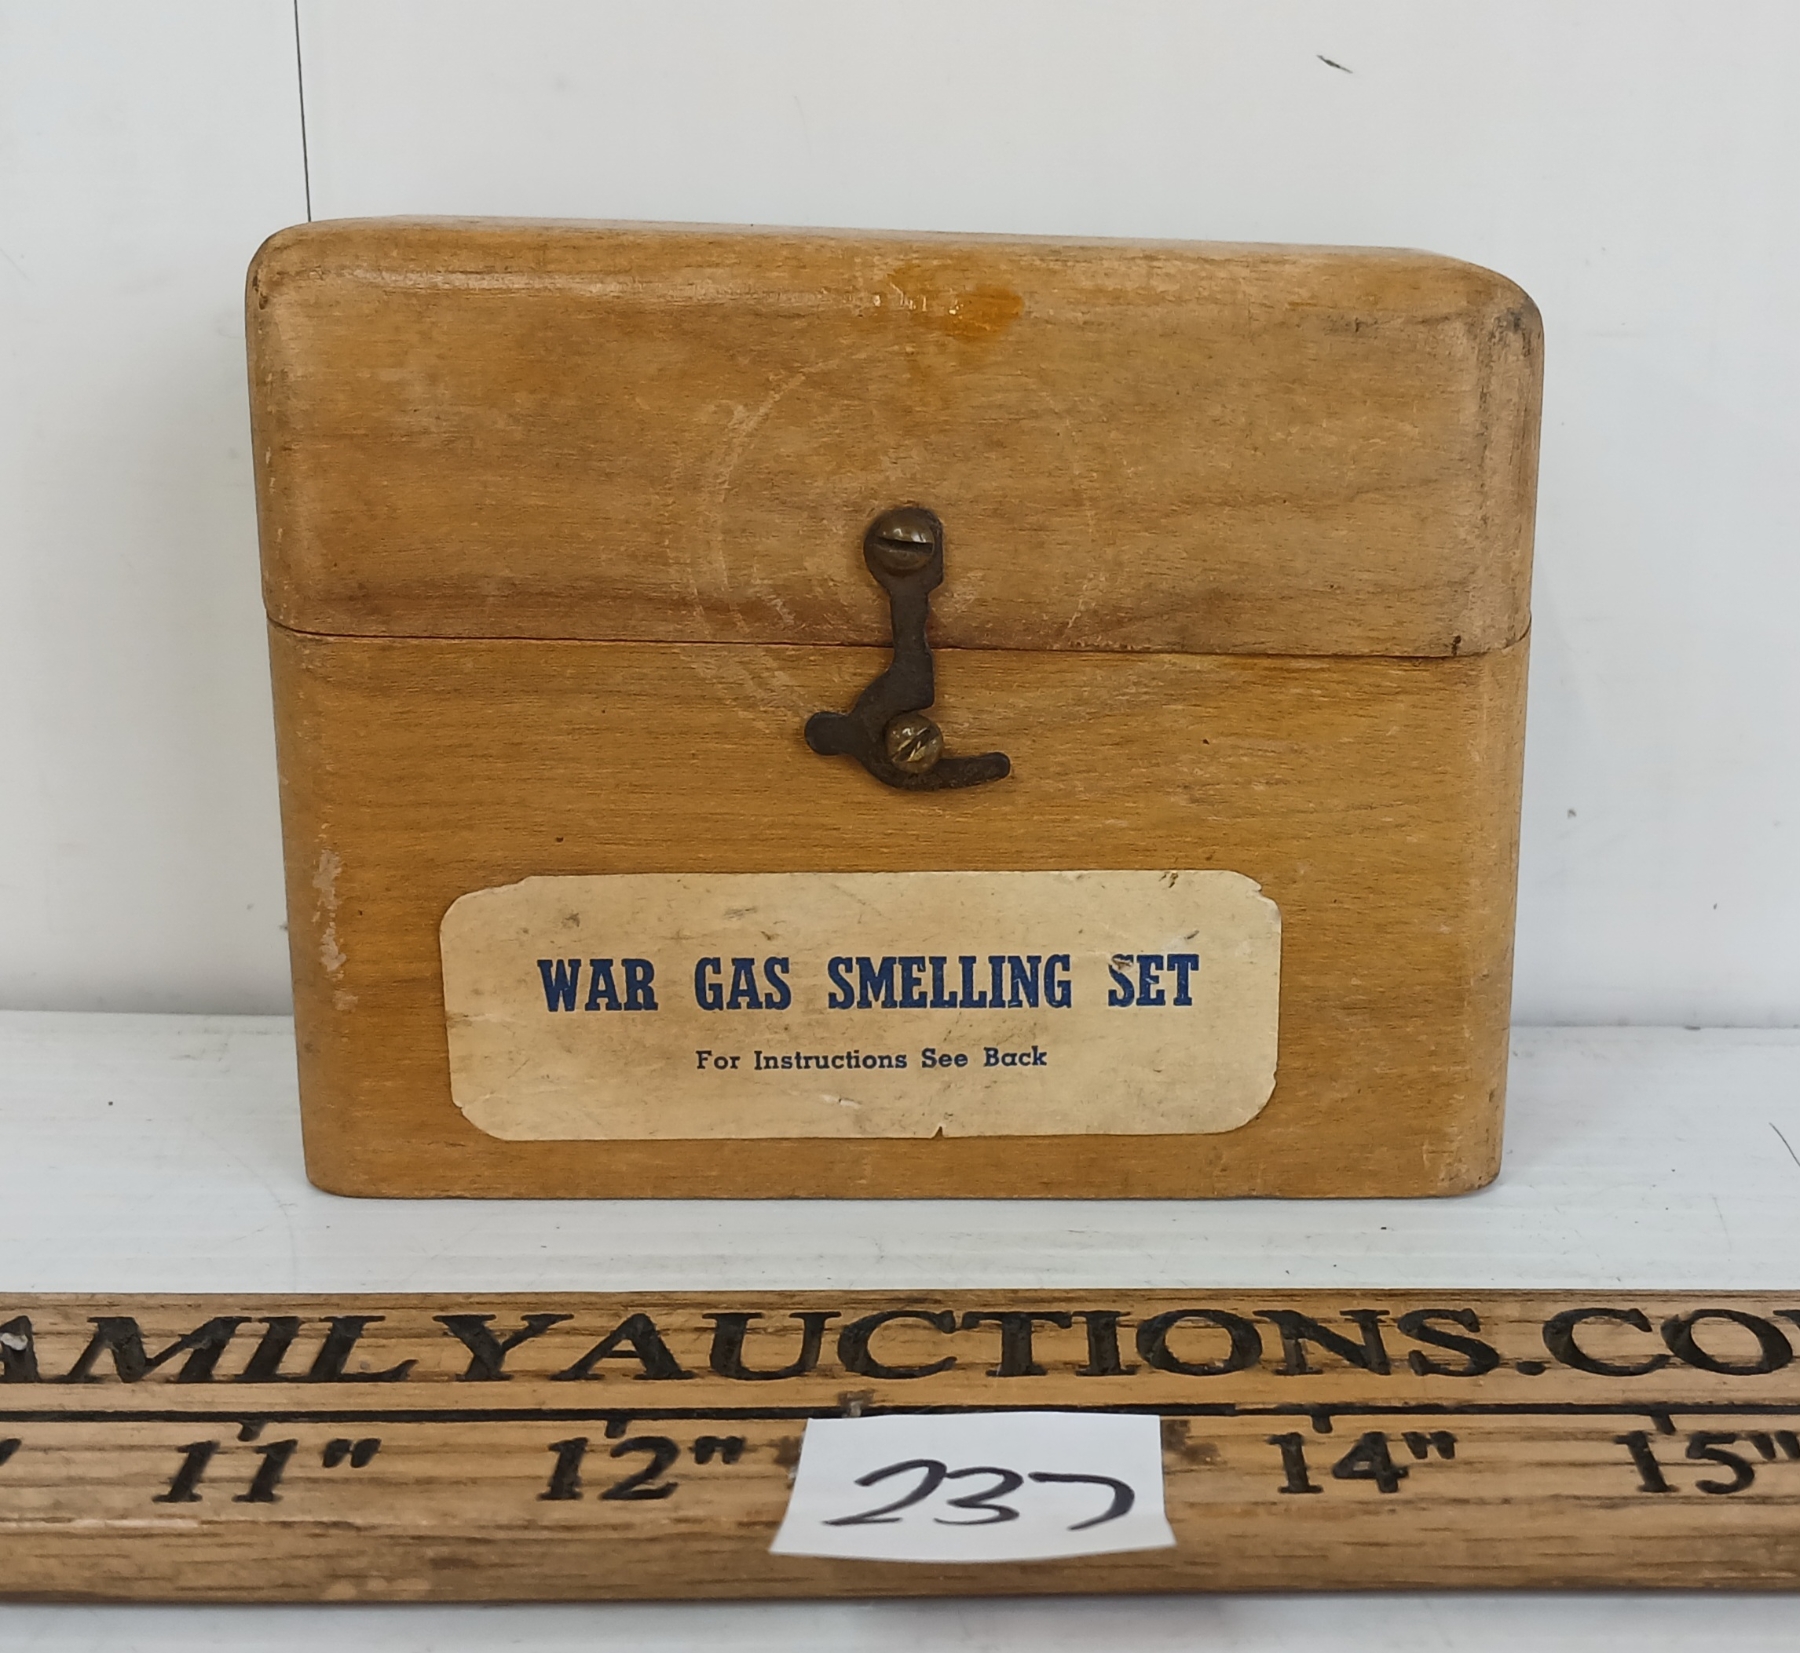 WAR GAS SMELLING SET
For Instructions See Back
AMILYAUCTIONS.CO
11" 12" 14" 15"
237